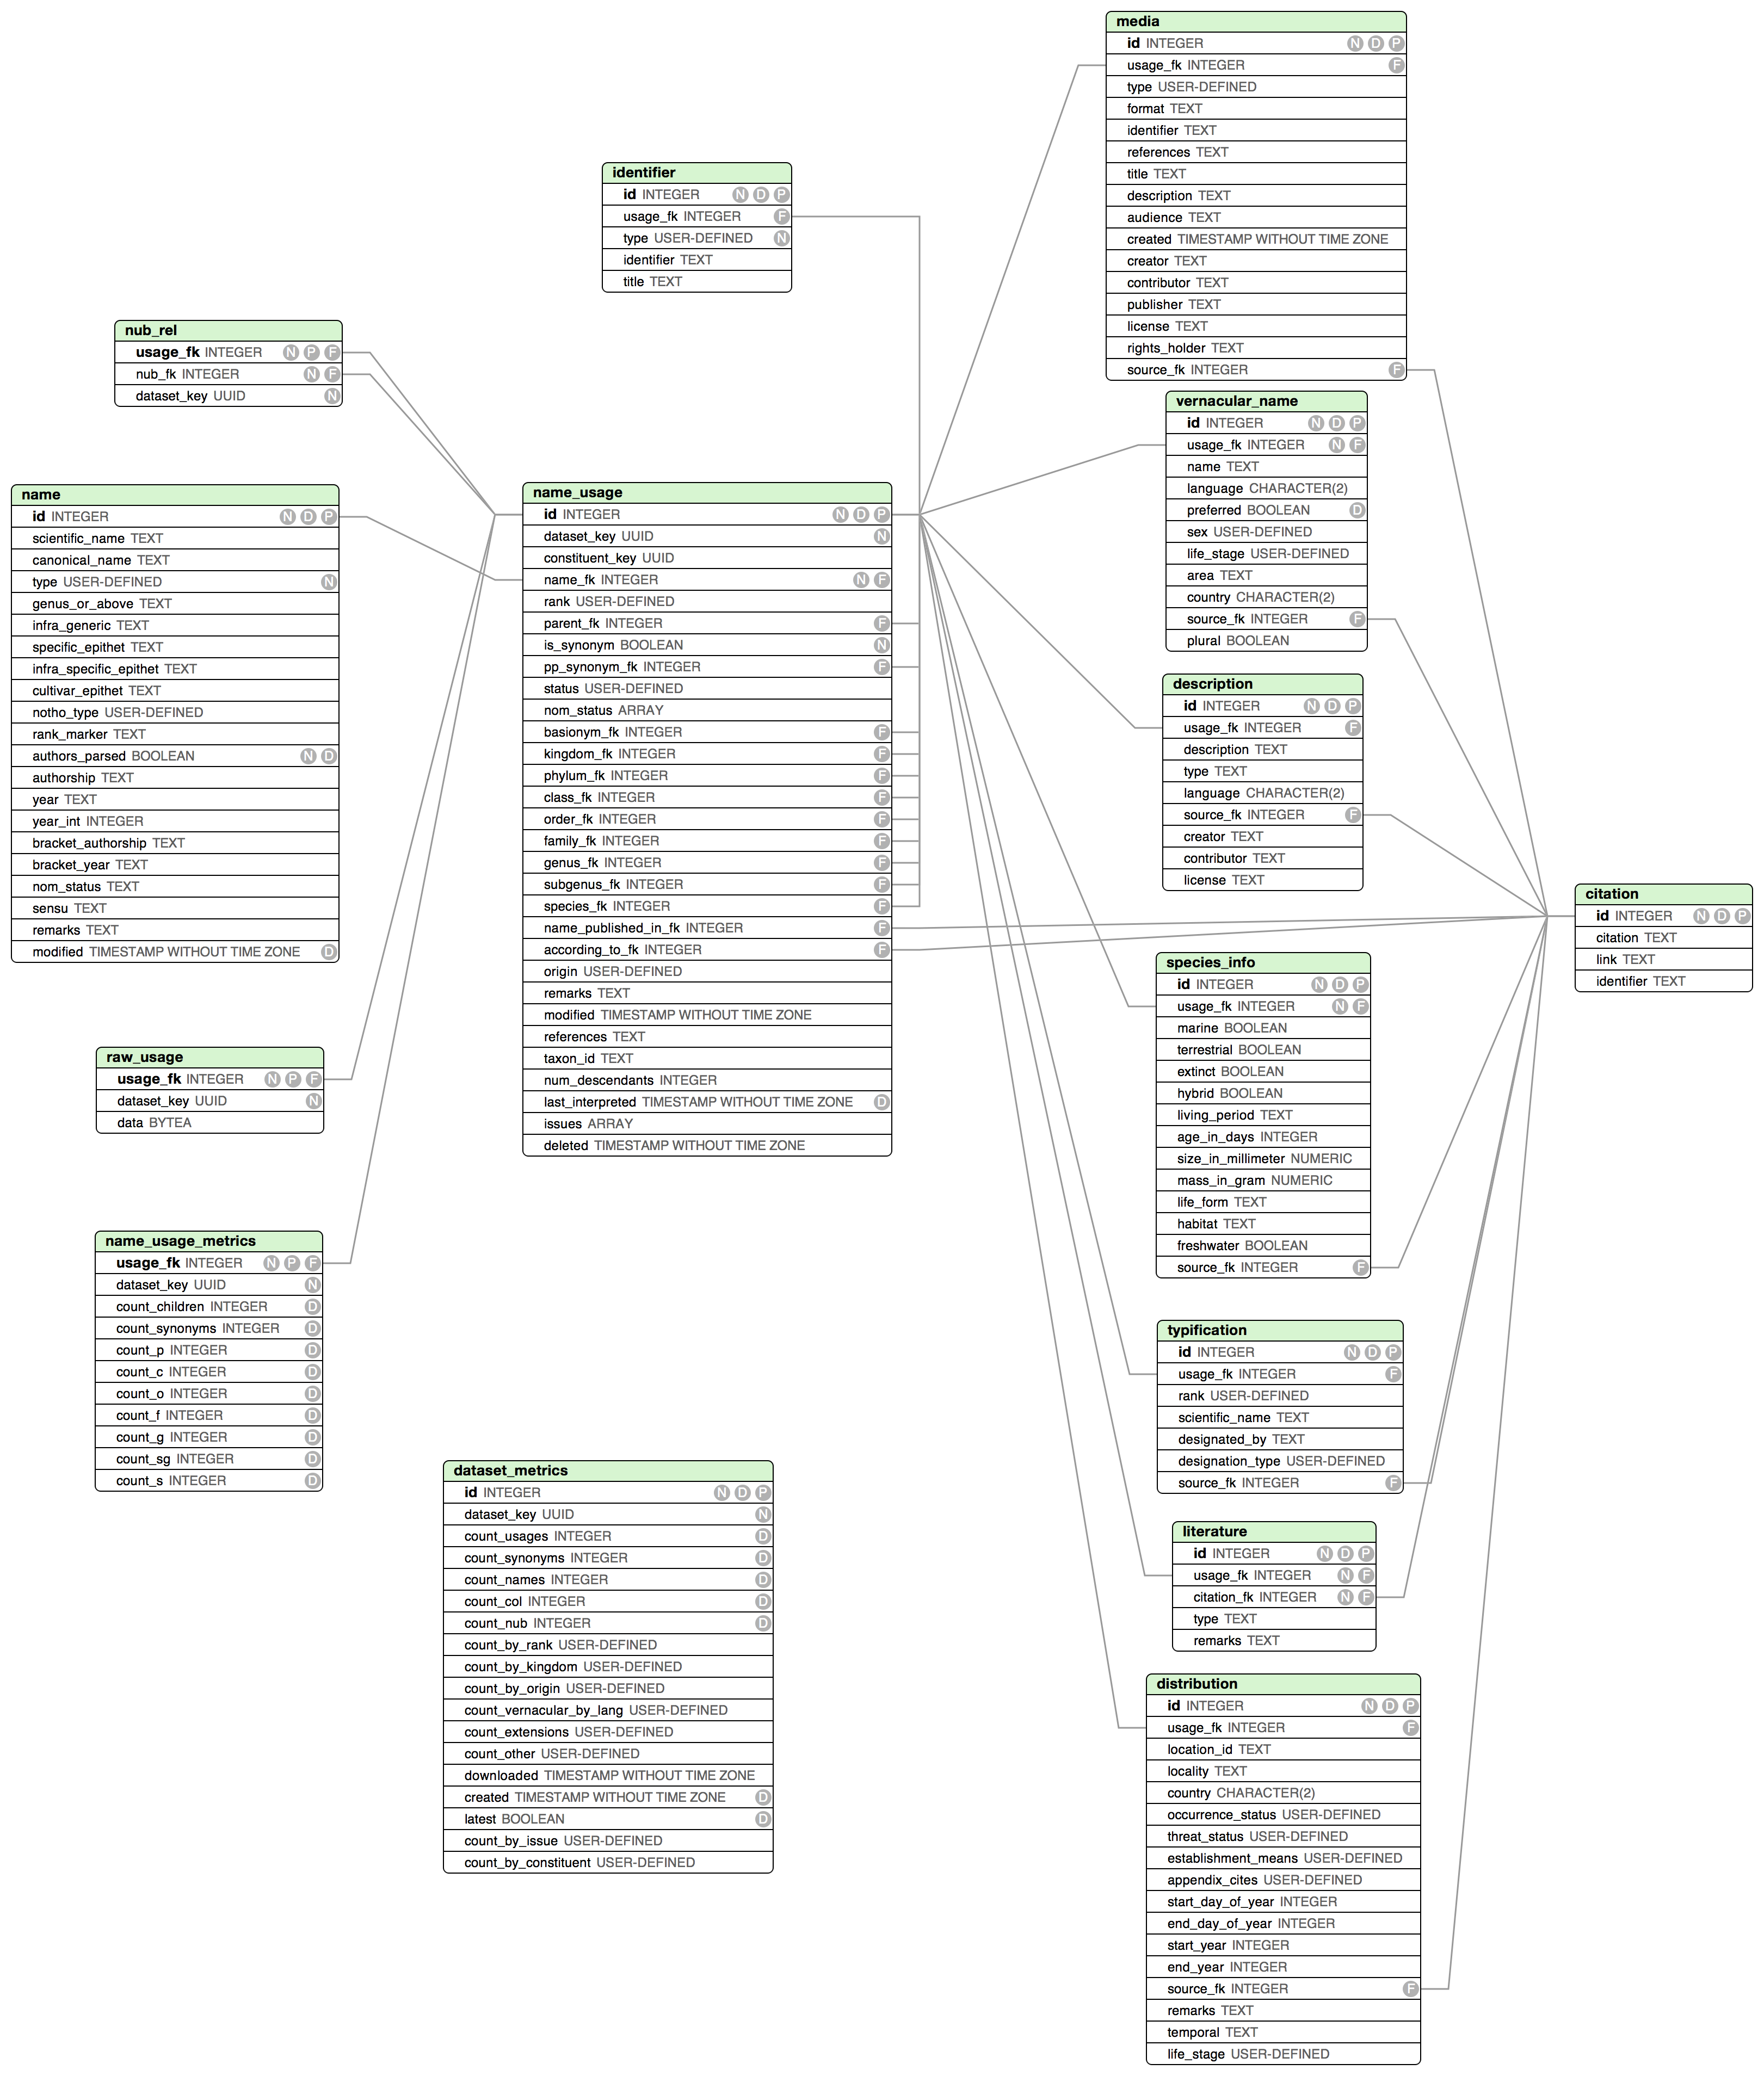 media
id INTEGER N D P
usage_fk INTEGER F
type USER-DEFINED
format TEXT
identifier TEXT
references TEXT
title TEXT
description TEXT
audience TEXT
created TIMESTAMP WITHOUT TIME ZONE
creator TEXT
contributor TEXT
publisher TEXT
license TEXT
rights_holder TEXT
source_fk INTEGER F
identifier
id INTEGER N D P
usage_fk INTEGER F
type USER-DEFINED N
identifier TEXT
title TEXT
nub_rel
usage_fk INTEGER N P F
nub_fk INTEGER N F
dataset_key UUID N
vernacular_name
id INTEGER N D P
usage_fk INTEGER N F
name TEXT
language CHARACTER(2)
preferred BOOLEAN D
sex USER-DEFINED
life_stage USER-DEFINED
area TEXT
country CHARACTER(2)
source_fk INTEGER F
plural BOOLEAN
name
id INTEGER N D P
scientific_name TEXT
canonical_name TEXT
type USER-DEFINED N
genus_or_above TEXT
infra_generic TEXT
specific_epithet TEXT
infra_specific_epithet TEXT
cultivar_epithet TEXT
notho_type USER-DEFINED
rank_marker TEXT
authors_parsed BOOLEAN N D
authorship TEXT
year TEXT
year_int INTEGER
bracket_authorship TEXT
bracket_year TEXT
nom_status TEXT
sensu TEXT
remarks TEXT
modified TIMESTAMP WITHOUT TIME ZONE D
name_usage
id INTEGER N D P
dataset_key UUID N
constituent_key UUID
name_fk INTEGER N F
rank USER-DEFINED
parent_fk INTEGER F
is_synonym BOOLEAN N
pp_synonym_fk INTEGER F
status USER-DEFINED
nom_status ARRAY
basionym_fk INTEGER F
kingdom_fk INTEGER F
phylum_fk INTEGER F
class_fk INTEGER F
order_fk INTEGER F
family_fk INTEGER F
genus_fk INTEGER F
subgenus_fk INTEGER F
species_fk INTEGER F
name_published_in_fk INTEGER F
according_to_fk INTEGER F
origin USER-DEFINED
remarks TEXT
modified TIMESTAMP WITHOUT TIME ZONE
references TEXT
taxon_id TEXT
num_descendants INTEGER
last_interpreted TIMESTAMP WITHOUT TIME ZONE D
issues ARRAY
deleted TIMESTAMP WITHOUT TIME ZONE
description
id INTEGER N D P
usage_fk INTEGER F
description TEXT
type TEXT
language CHARACTER(2)
source_fk INTEGER F
creator TEXT
contributor TEXT
license TEXT
citation
id INTEGER N D P
citation TEXT
link TEXT
identifier TEXT
species_info
id INTEGER N D P
usage_fk INTEGER N F
marine BOOLEAN
terrestrial BOOLEAN
extinct BOOLEAN
hybrid BOOLEAN
living_period TEXT
age_in_days INTEGER
size_in_millimeter NUMERIC
mass_in_gram NUMERIC
life_form TEXT
habitat TEXT
freshwater BOOLEAN
source_fk INTEGER F
raw_usage
usage_fk INTEGER N P F
dataset_key UUID N
data BYTEA
name_usage_metrics
usage_fk INTEGER N P F
dataset_key UUID N
count_children INTEGER D
count_synonyms INTEGER D
count_p INTEGER D
count_c INTEGER D
count_o INTEGER D
count_f INTEGER D
count_g INTEGER D
count_sg INTEGER D
count_s INTEGER D
typification
id INTEGER N D P
usage_fk INTEGER F
rank USER-DEFINED
scientific_name TEXT
designated_by TEXT
designation_type USER-DEFINED
source_fk INTEGER F
dataset_metrics
id INTEGER N D P
dataset_key UUID N
count_usages INTEGER D
count_synonyms INTEGER D
count_names INTEGER D
count_col INTEGER D
count_nub INTEGER D
count_by_rank USER-DEFINED
count_by_kingdom USER-DEFINED
count_by_origin USER-DEFINED
count_vernacular_by_lang USER-DEFINED
count_extensions USER-DEFINED
count_other USER-DEFINED
downloaded TIMESTAMP WITHOUT TIME ZONE
created TIMESTAMP WITHOUT TIME ZONE D
latest BOOLEAN D
count_by_issue USER-DEFINED
count_by_constituent USER-DEFINED
literature
id INTEGER N D P
usage_fk INTEGER N F
citation_fk INTEGER N F
type TEXT
remarks TEXT
distribution
id INTEGER N D P
usage_fk INTEGER F
location_id TEXT
locality TEXT
country CHARACTER(2)
occurrence_status USER-DEFINED
threat_status USER-DEFINED
establishment_means USER-DEFINED
appendix_cites USER-DEFINED
start_day_of_year INTEGER
end_day_of_year INTEGER
start_year INTEGER
end_year INTEGER
source_fk INTEGER F
remarks TEXT
temporal TEXT
life_stage USER-DEFINED